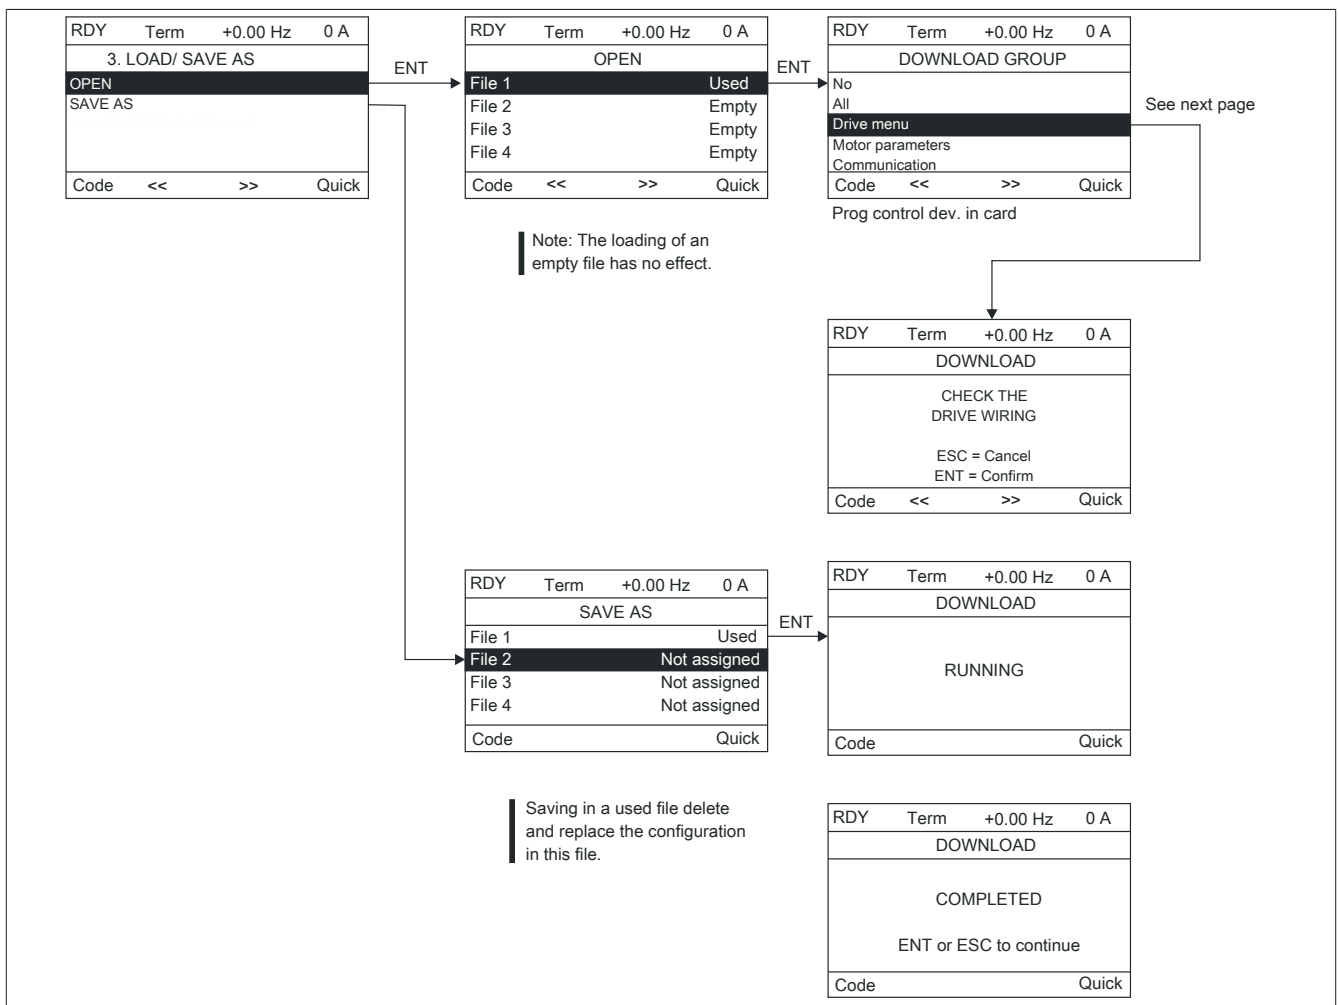 RDY Term +0.00 Hz 0 A
3. LOAD/ SAVE AS
OPEN
SAVE AS
Code << >> Quick
ENT
RDY Term +0.00 Hz 0 A
OPEN
File 1 Used
File 2 Empty
File 3 Empty
File 4 Empty
Code << >> Quick
Note: The loading of an
empty file has no effect.
ENT
RDY Term +0.00 Hz 0 A
DOWNLOAD GROUP
No
All
Drive menu
Motor parameters
Communication
Code << >> Quick
Prog control dev. in card
See next page
RDY Term +0.00 Hz 0 A
DOWNLOAD
CHECK THE
DRIVE WIRING
ESC = Cancel
ENT = Confirm
Code << >> Quick
RDY Term +0.00 Hz 0 A
SAVE AS
File 1 Used
File 2 Not assigned
File 3 Not assigned
File 4 Not assigned
Code Quick
Saving in a used file delete
and replace the configuration
in this file.
ENT
RDY Term +0.00 Hz 0 A
DOWNLOAD
RUNNING
Code Quick
RDY Term +0.00 Hz 0 A
DOWNLOAD
COMPLETED
ENT or ESC to continue
Code Quick